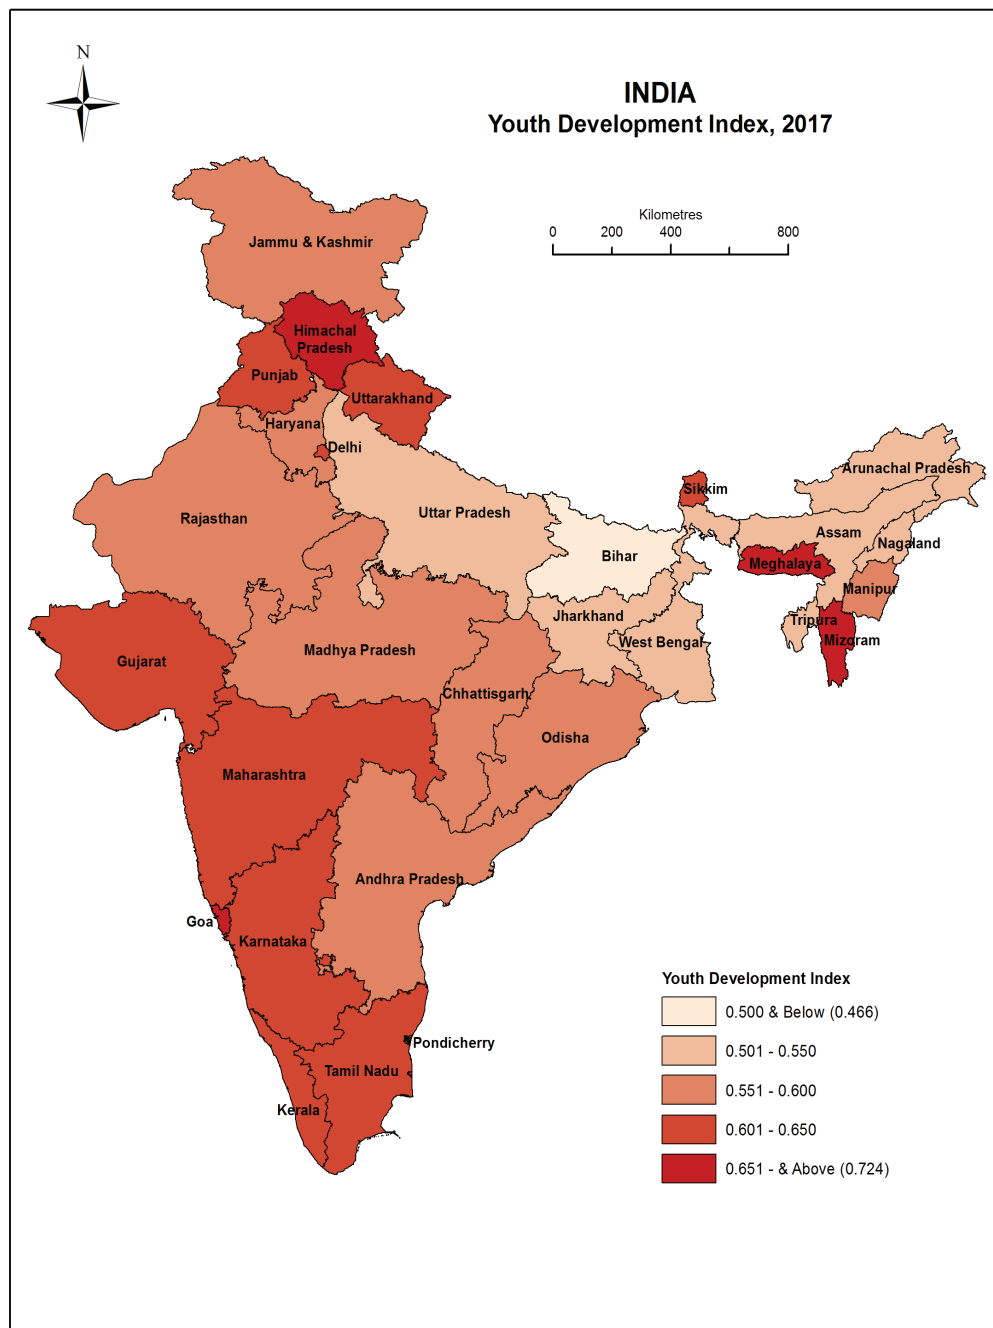 N
INDIA
Youth Development Index, 2017
Kilometres
0 200 400 800
Jammu & Kashmir
Himachal
Pradesh
Punjab
Uttarakhand
Haryana
Delhi
Arunachal Pradesh
Sikkim
Rajasthan
Uttar Pradesh
Assam
Nagaland
Bihar
Meghalaya
Manipur
Jharkhand
Tripura
West Bengal
Mizoram
Gujarat
Madhya Pradesh
Chhattisgarh
Odisha
Maharashtra
Andhra Pradesh
Goa
Karnataka
Pondicherry
Tamil Nadu
Kerala
Youth Development Index
0.500 & Below (0.466)
0.501 - 0.550
0.551 - 0.600
0.601 - 0.650
0.651 - & Above (0.724)